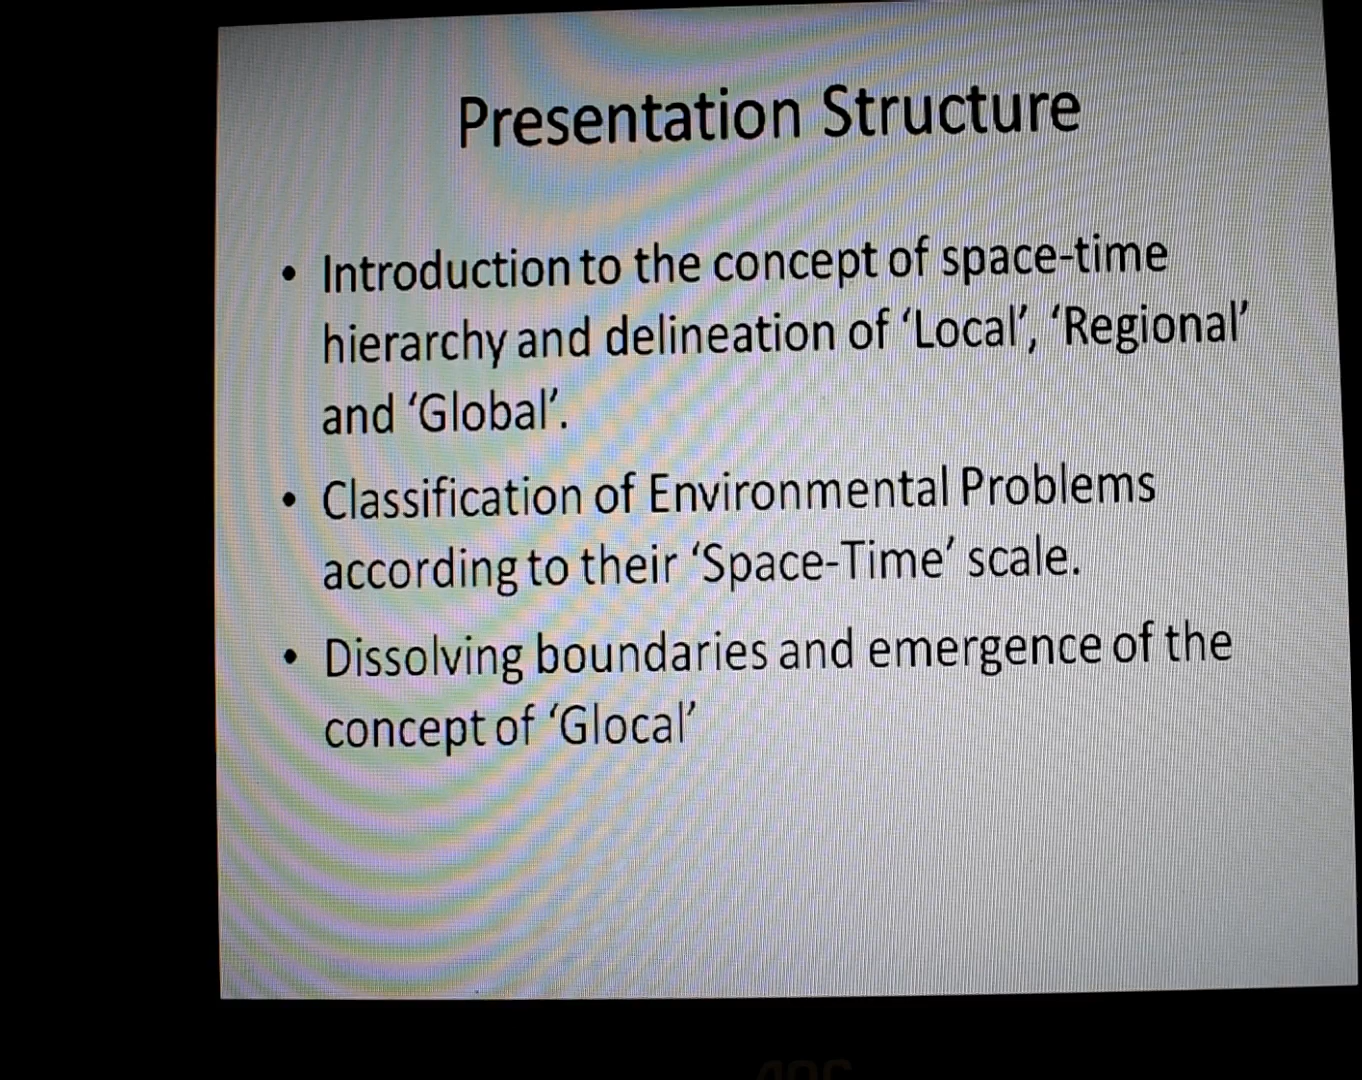 Presentation Structure
• Introduction to the concept of space-time
hierarchy and delineation of ‘Local’, ‘Regional’
and ‘Global’.
• Classification of Environmental Problems
according to their ‘Space-Time’ scale.
• Dissolving boundaries and emergence of the
concept of ‘Glocal’